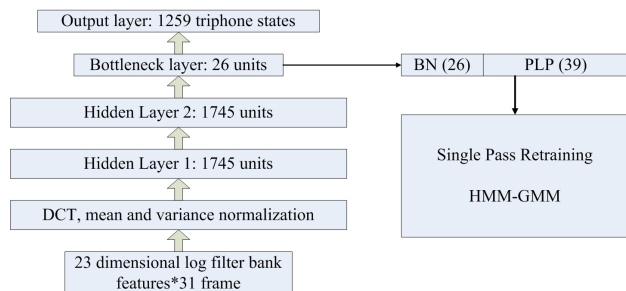 Output layer: 1259 triphone states
Bottleneck layer: 26 units
BN (26)
PLP (39)
Hidden Layer 2: 1745 units
Hidden Layer 1: 1745 units
Single Pass Retraining
HMM-GMM
DCT, mean and variance normalization
23 dimensional log filter bank
features*31 frame